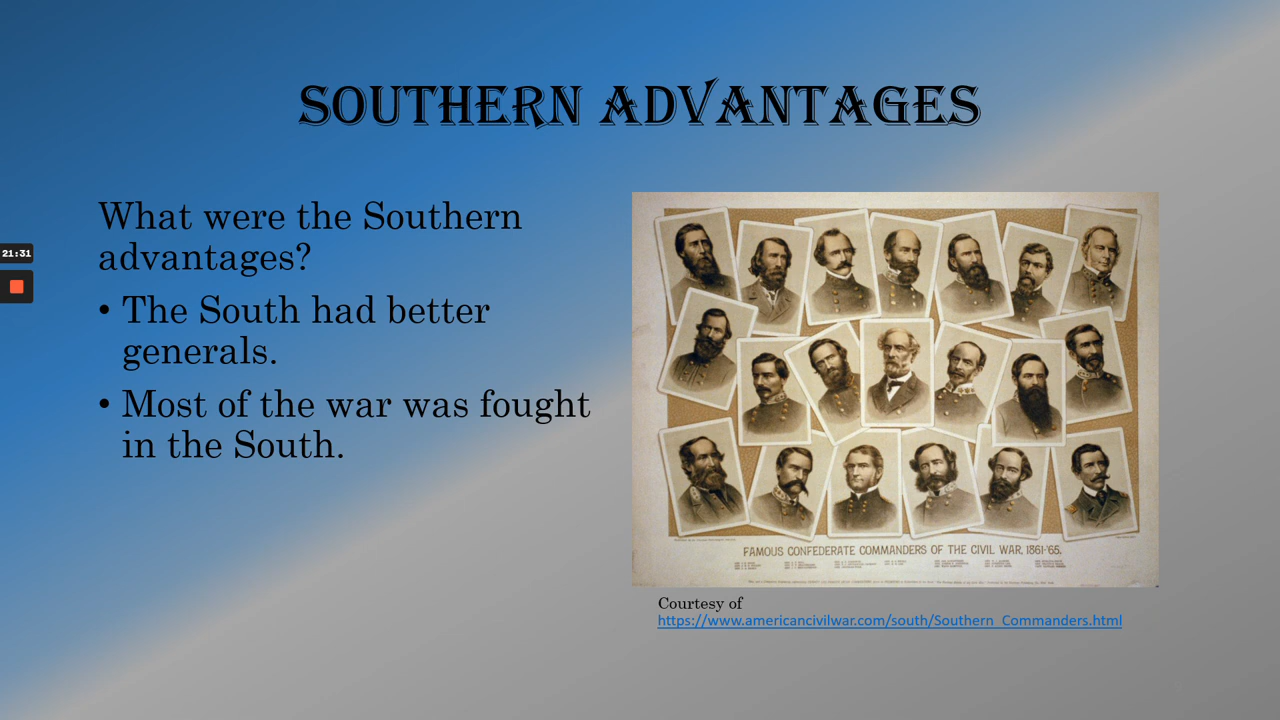 SOUTHERN ADVANTAGES
What were the Southern
advantages?
• The South had better
generals.
• Most of the war was fought
in the South.
21:31
FAMOUS CONFEDERATE COMMANDERS OF THE CIVIL WAR, 1861-'65.
Courtesy of
https://www.americancivilwar.com/south/Southern_Commanders.html